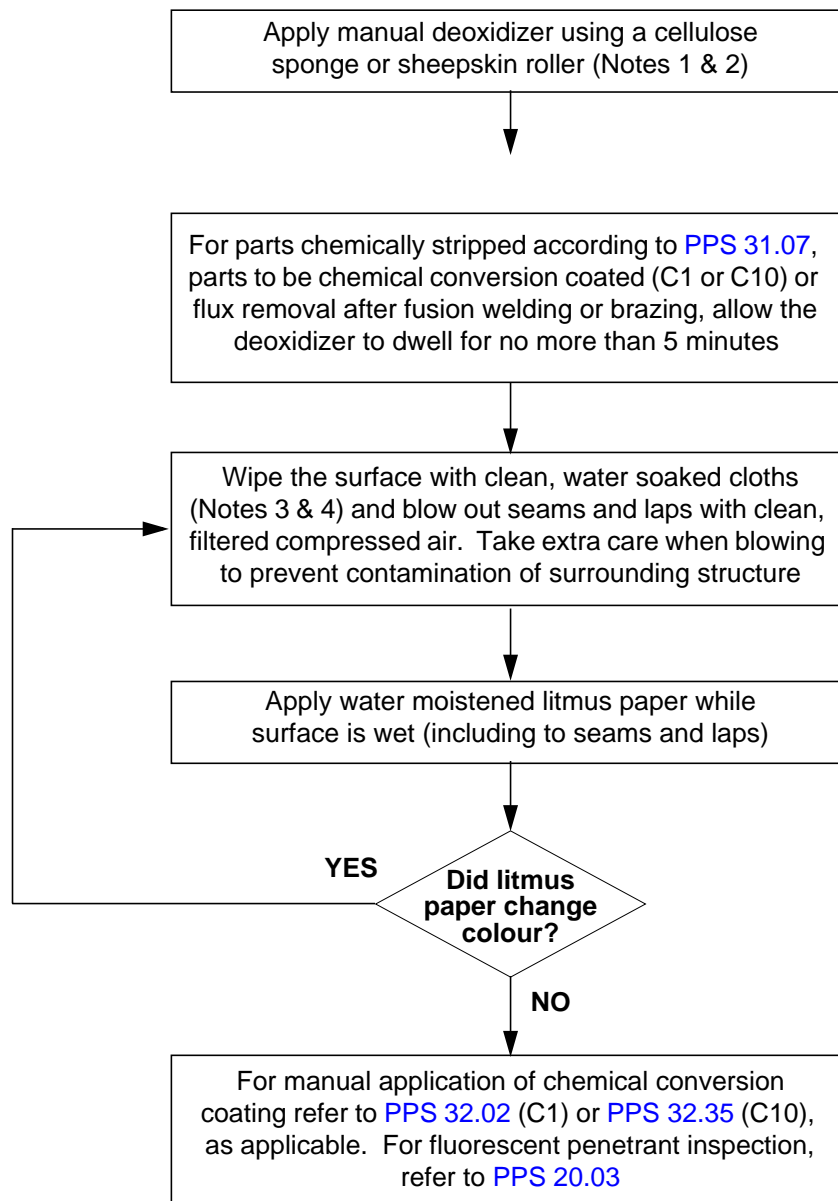 Apply manual deoxidizer using a cellulose
sponge or sheepskin roller (Notes 1 & 2)
For parts chemically stripped according to PPS 31.07,
parts to be chemical conversion coated (C1 or C10) or
flux removal after fusion welding or brazing, allow the
deoxidizer to dwell for no more than 5 minutes
Wipe the surface with clean, water soaked cloths
(Notes 3 & 4) and blow out seams and laps with clean,
filtered compressed air.  Take extra care when blowing
to prevent contamination of surrounding structure
Apply water moistened litmus paper while
surface is wet (including to seams and laps)
YES
Did litmus
paper change
colour?
NO
For manual application of chemical conversion
coating refer to PPS 32.02 (C1) or PPS 32.35 (C10),
as applicable.  For fluorescent penetrant inspection,
refer to PPS 20.03